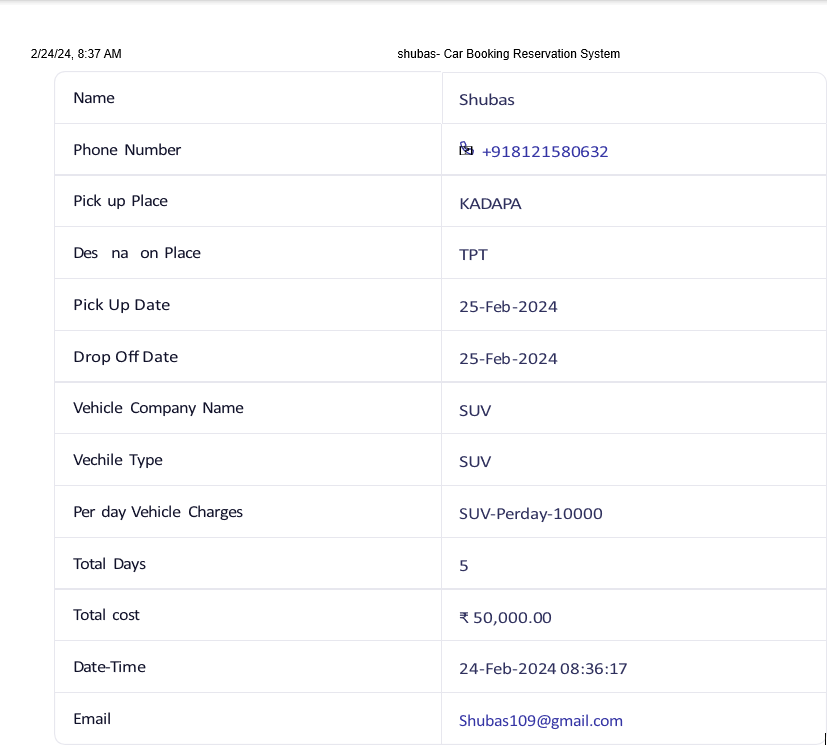 2/24/24, 8:37 AM shubas- Car Booking Reservation System
Name Shubas
Phone Number +918121580632
Pick up Place KADAPA
Des na on Place TPT
Pick Up Date 25-Feb-2024
Drop Off Date 25-Feb-2024
Vehicle Company Name SUV
Vechile Type SUV
Per day Vehicle Charges SUV-Perday-10000
Total Days 5
Total cost ₹ 50,000.00
Date-Time 24-Feb-2024 08:36:17
Email Shubas109@gmail.com